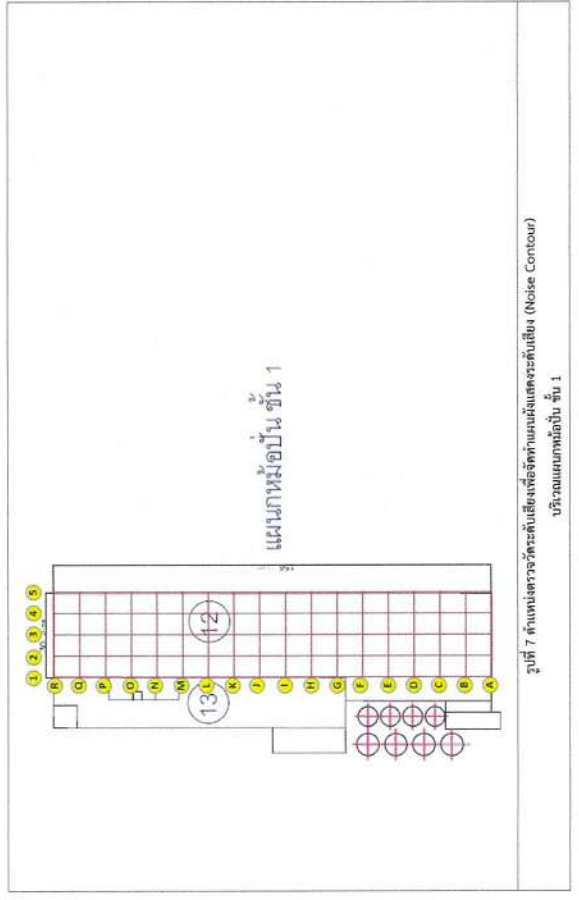 1 2 3 4 5
R
Q
P
O
N
M
L
K
J
I
H
G
F
E
D
C
B
A
13
12
แผนกหม้อปั่น ชั้น 1
รูปที่ 7 ตำแหน่งตรวจวัดระดับเสียงเพื่อจัดทำแผนผังแสดงระดับเสียง (Noise Contour)
บริเวณแผนกหม้อปั่น ชั้น 1